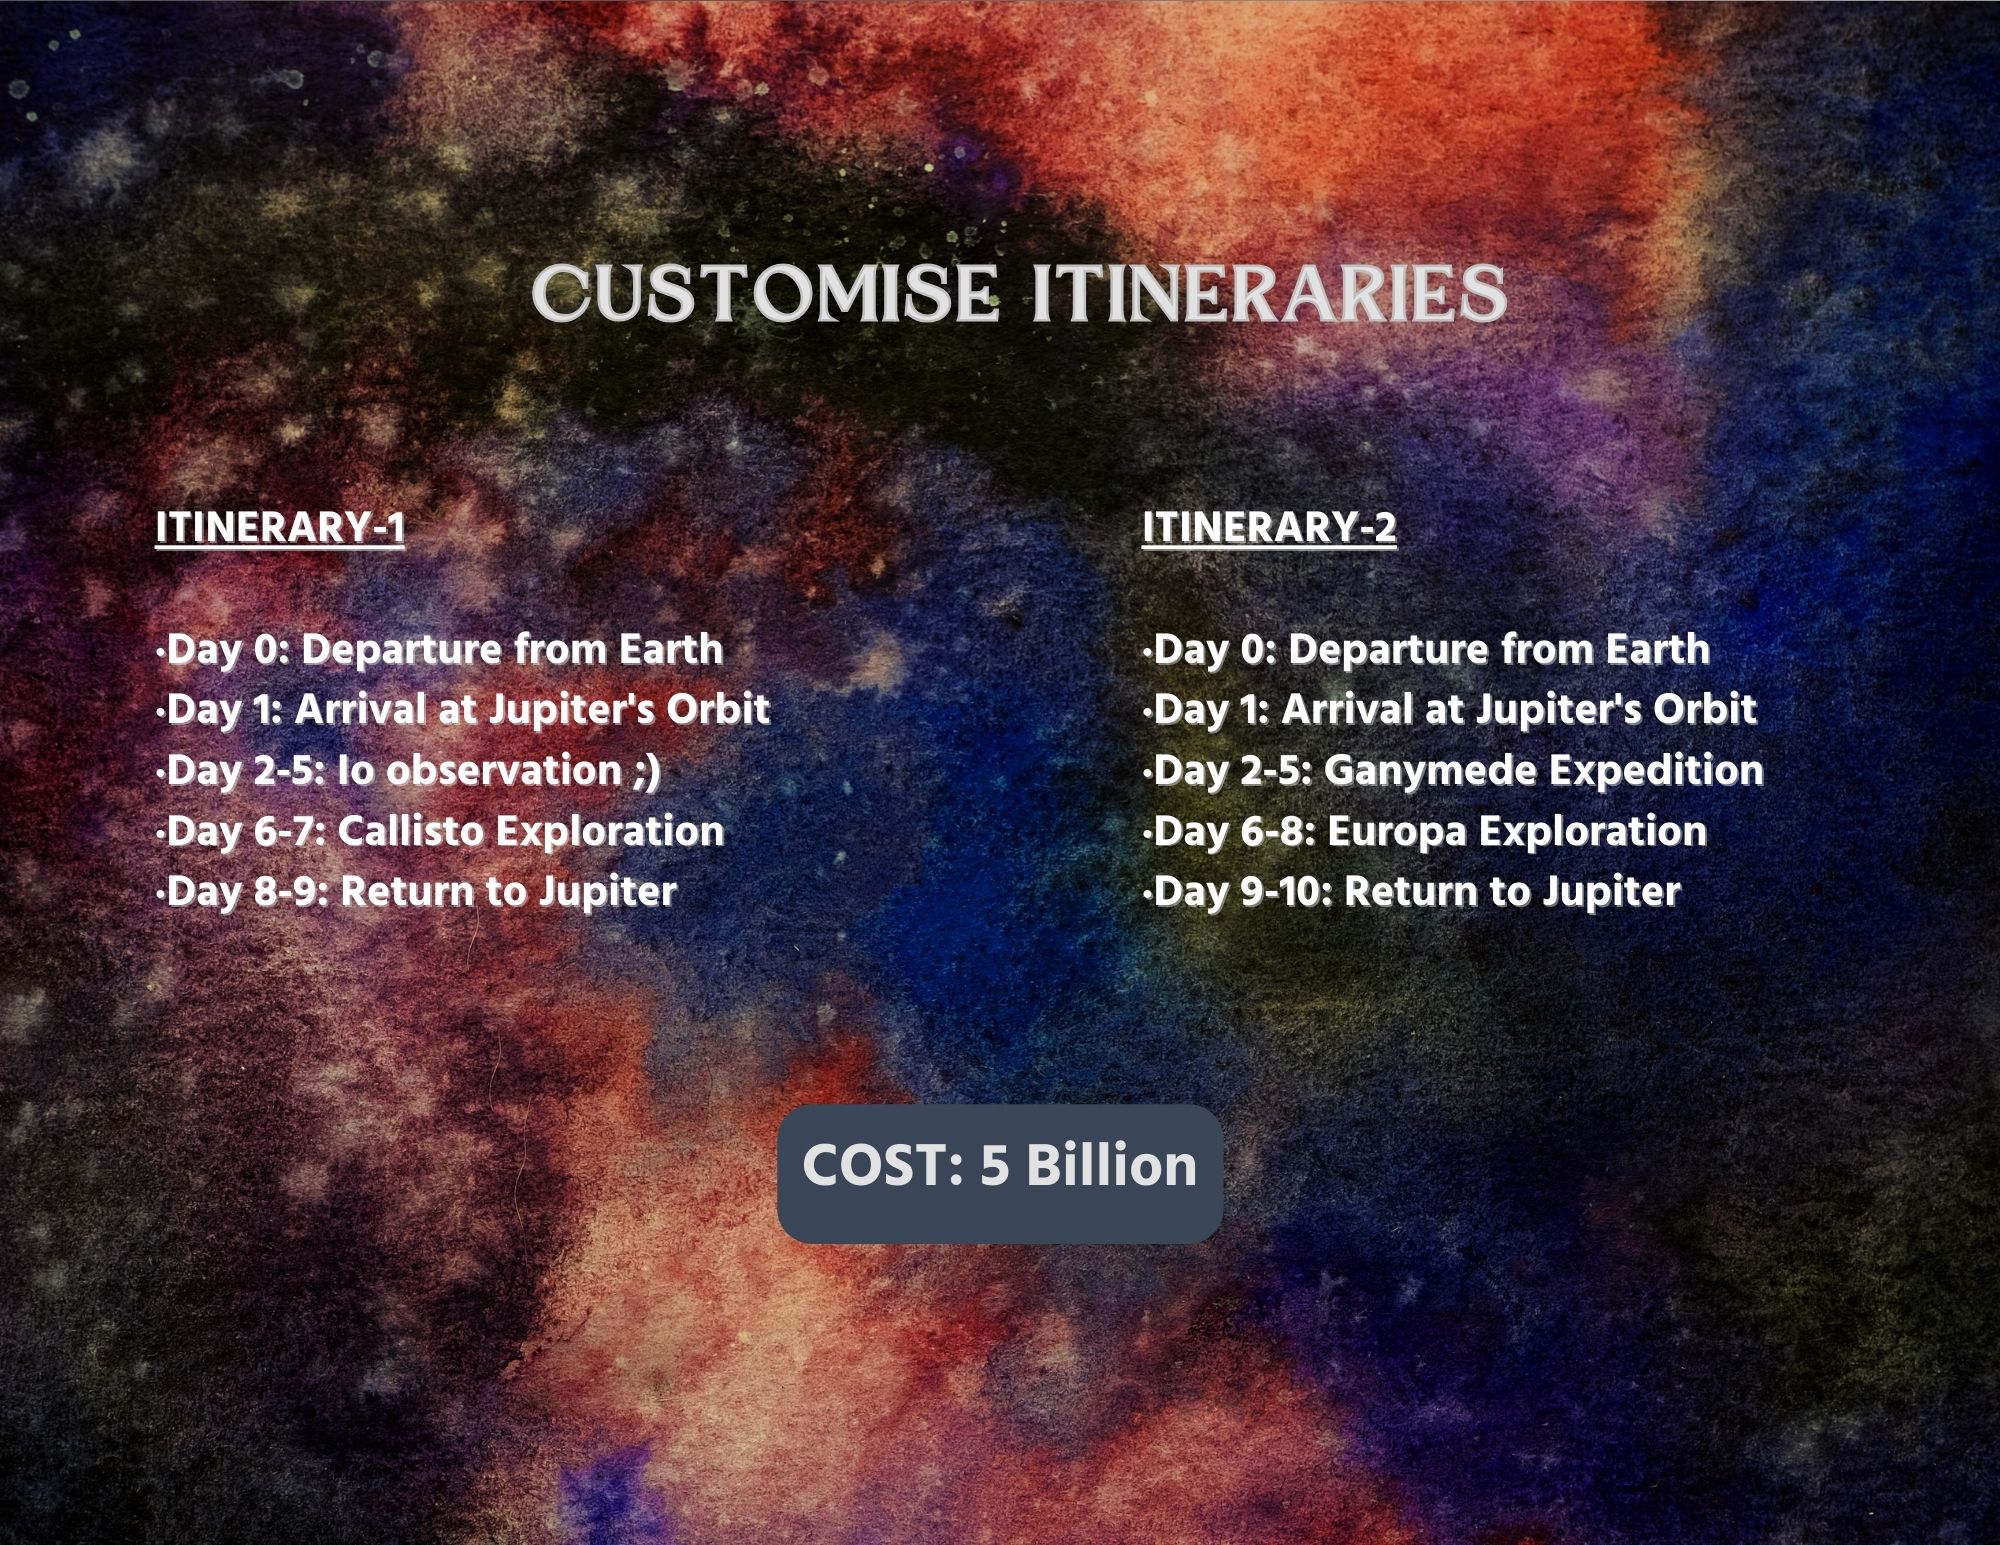 CUSTOMISE ITINERARIES
ITINERARY-1
•Day 0: Departure from Earth
•Day 1: Arrival at Jupiter's Orbit
•Day 2-5: Io observation ;)
•Day 6-7: Callisto Exploration
•Day 8-9: Return to Jupiter
ITINERARY-2
•Day 0: Departure from Earth
•Day 1: Arrival at Jupiter's Orbit
•Day 2-5: Ganymede Expedition
•Day 6-8: Europa Exploration
•Day 9-10: Return to Jupiter
COST: 5 Billion